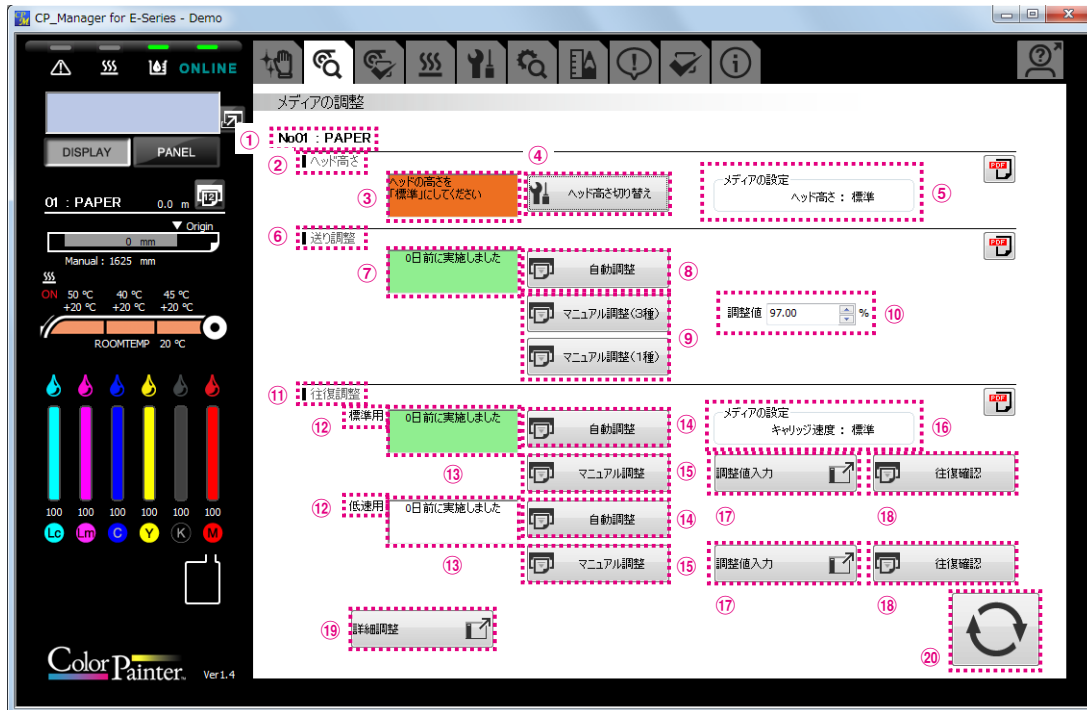 CP_Manager for E-Series - Demo
ONLINE
メディアの調整
DISPLAY
PANEL
① No01 : PAPER
② ヘッド高さ
③ ヘッドの高さを
「標準」にしてください
④
ヘッド高さ切り替え
メディアの設定
ヘッド高さ : 標準
⑤
PDF
01 : PAPER
0.0 m
12
Origin
0 mm
Manual : 1625 mm
⑥ 送り調整
PDF
⑦ 0日前に実施しました
自動調整 ⑧
マニュアル調整(3種)
マニュアル調整(1種)
⑨
調整値 97.00 % ⑩
ON 50 ℃ 40 ℃ 45 ℃
+20 ℃ +20 ℃ +20 ℃
ROOMTEMP 20 ℃
⑪ 往復調整
PDF
⑫ 標準用
0日前に実施しました
⑬
自動調整 ⑭
メディアの設定
キャリッジ速度 : 標準
⑯
マニュアル調整 ⑮
調整値入力
⑰
往復確認
⑱
⑫ 低速用
0日前に実施しました
⑬
自動調整 ⑭
マニュアル調整 ⑮
調整値入力
⑰
往復確認
⑱
100 100 100 100 100 100
Lc Lm C Y K M
⑲ 詳細調整
⑳
Color Painter™ Ver1.4